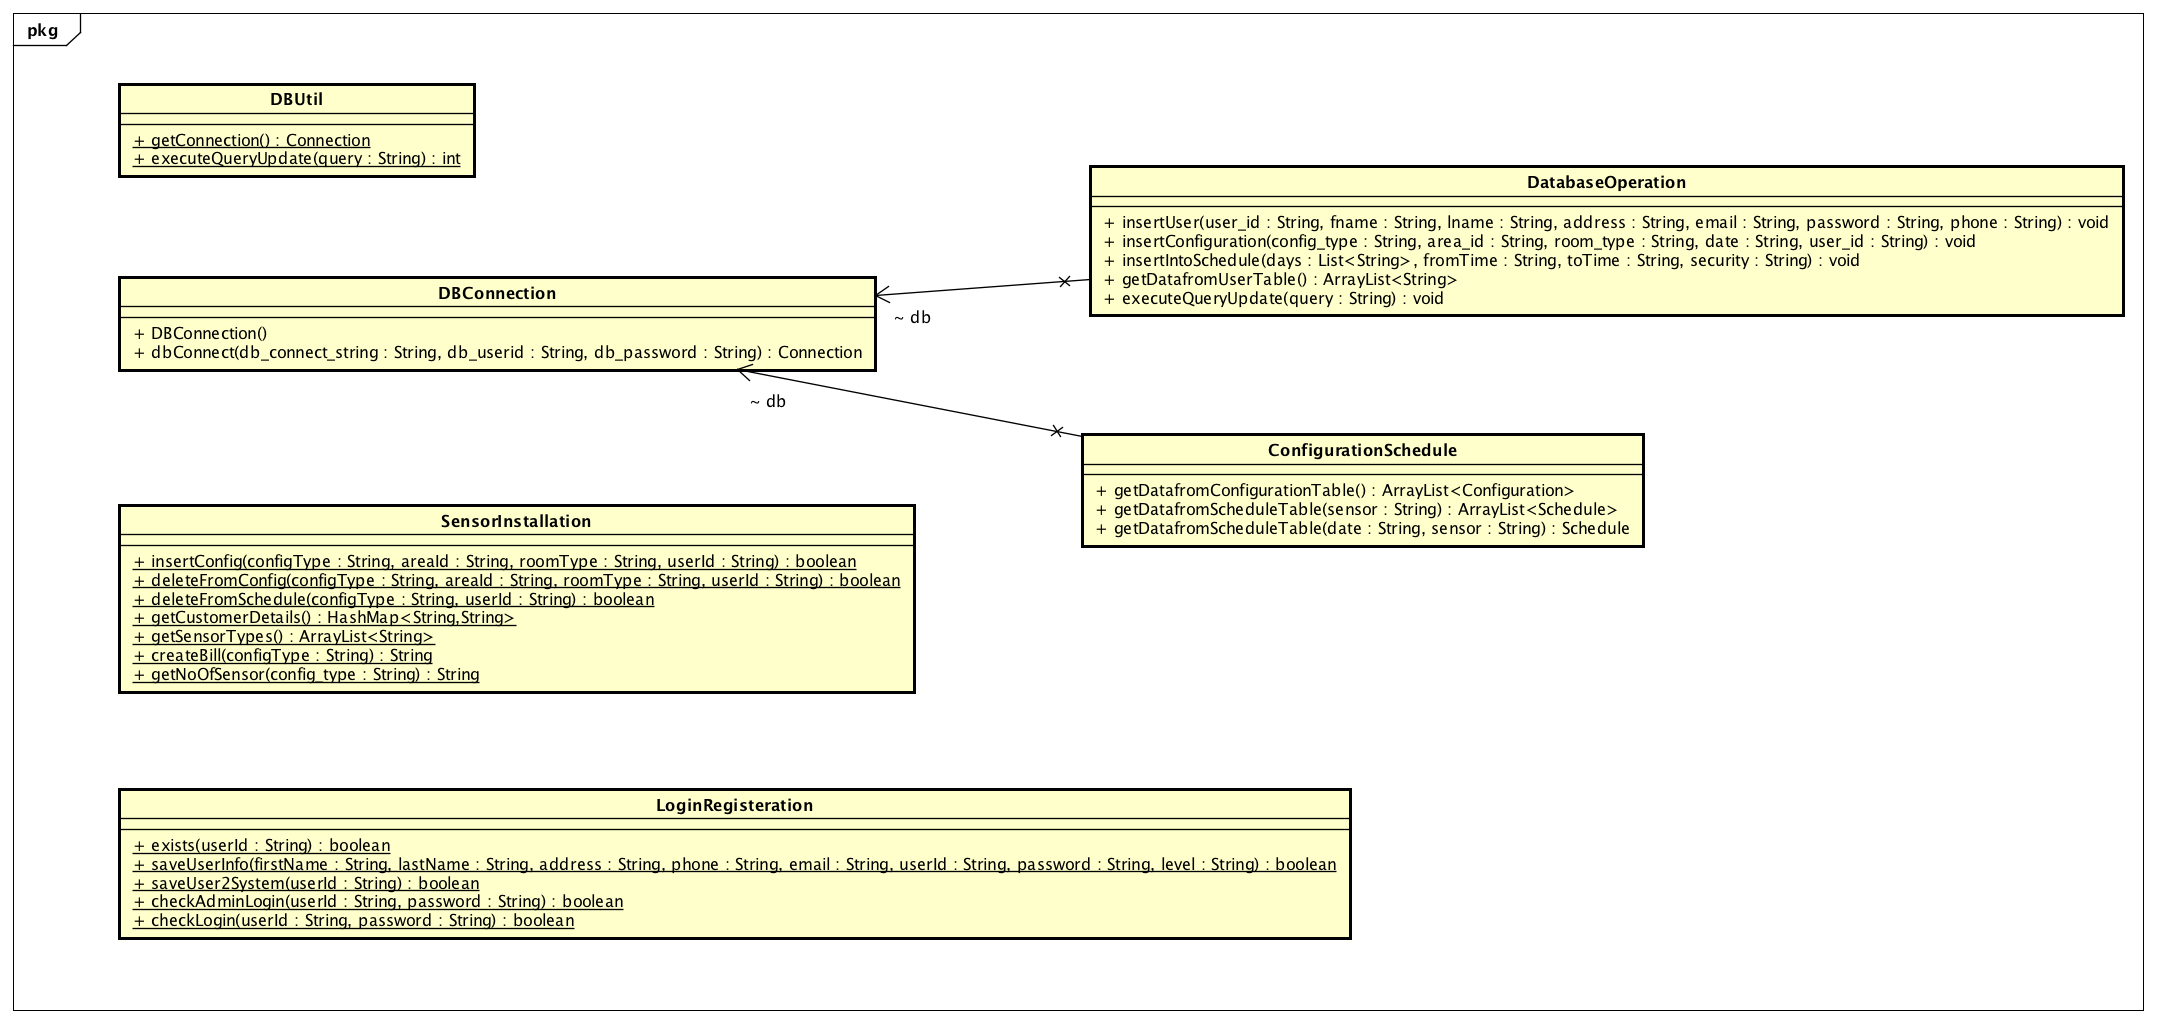 pkg
DBUtil
+ getConnection() : Connection
+ executeQueryUpdate(query : String) : int
DatabaseOperation
+ insertUser(user_id : String, fname : String, lname : String, address : String, email : String, password : String, phone : String) : void
+ insertConfiguration(config_type : String, area_id : String, room_type : String, date : String, user_id : String) : void
+ insertIntoSchedule(days : List<String>, fromTime : String, toTime : String, security : String) : void
+ getDatafromUserTable() : ArrayList<String>
+ executeQueryUpdate(query : String) : void
DBConnection
+ DBConnection()
+ dbConnect(db_connect_string : String, db_userid : String, db_password : String) : Connection
~ db
~ db
ConfigurationSchedule
+ getDatafromConfigurationTable() : ArrayList<Configuration>
+ getDatafromScheduleTable(sensor : String) : ArrayList<Schedule>
+ getDatafromScheduleTable(date : String, sensor : String) : Schedule
SensorInstallation
+ insertConfig(configType : String, areaId : String, roomType : String, userId : String) : boolean
+ deleteFromConfig(configType : String, areaId : String, roomType : String, userId : String) : boolean
+ deleteFromSchedule(configType : String, userId : String) : boolean
+ getCustomerDetails() : HashMap<String,String>
+ getSensorTypes() : ArrayList<String>
+ createBill(configType : String) : String
+ getNoOfSensor(config_type : String) : String
LoginRegisteration
+ exists(userId : String) : boolean
+ saveUserInfo(firstName : String, lastName : String, address : String, phone : String, email : String, userId : String, password : String, level : String) : boolean
+ saveUser2System(userId : String) : boolean
+ checkAdminLogin(userId : String, password : String) : boolean
+ checkLogin(userId : String, password : String) : boolean